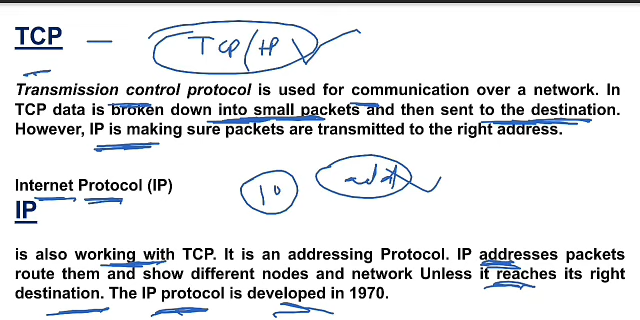 TCP — TCP/IP
Transmission control protocol is used for communication over a network. In
TCP data is broken down into small packets and then sent to the destination.
However, IP is making sure packets are transmitted to the right address.
Internet Protocol (IP)
10
IP
is also working with TCP. It is an addressing Protocol. IP addresses packets
route them and show different nodes and network Unless it reaches its right
destination. The IP protocol is developed in 1970.